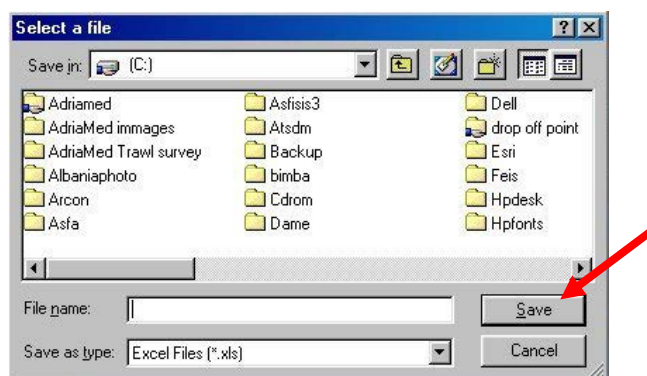 Select a file
Save in: (C:)
Adriamed Asfisis3 Dell
AdriaMed immages Atsdm drop off point
AdriaMed Trawl survey Backup Esri
Albaniaphoto bimba Feis
Arcon Cdrom Hpdesk
Asfa Dame Hpfonts
File name: Save
Save as type: Excel Files (*.xls) Cancel